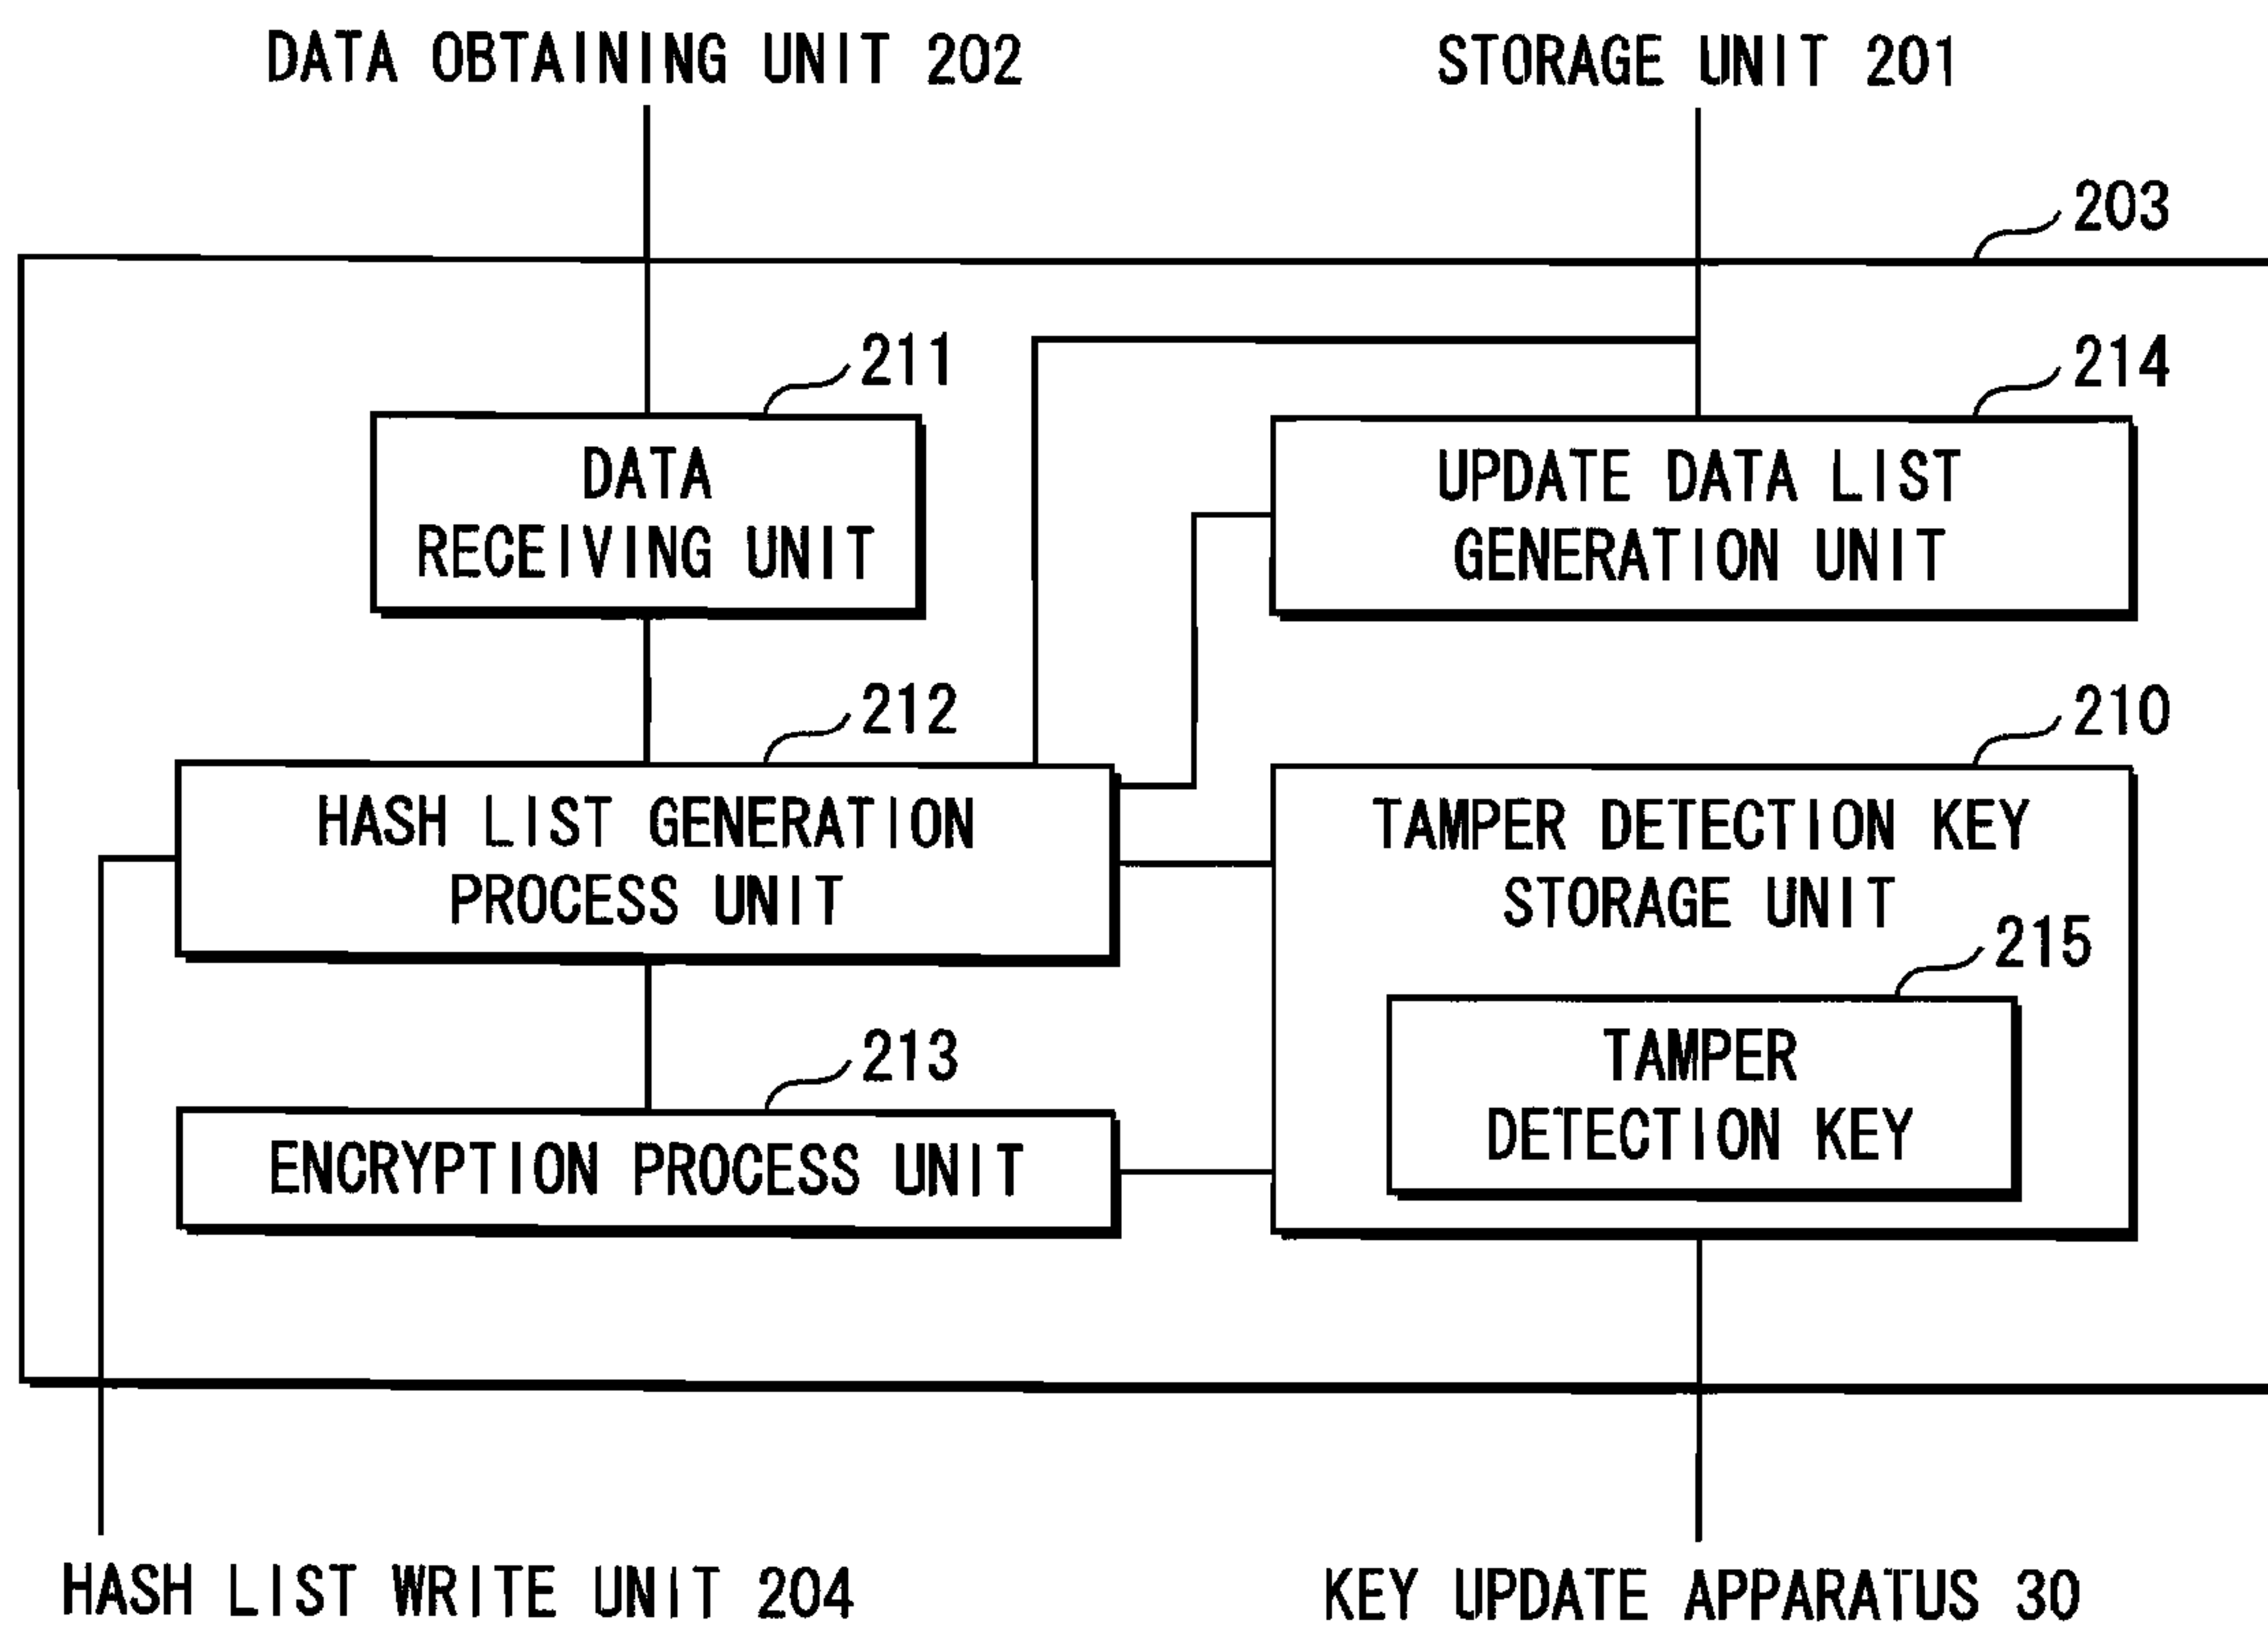 DATA OBTAINING UNIT 202
STORAGE UNIT 201
203
211
214
DATA
RECEIVING UNIT
UPDATE DATA LIST
GENERATION UNIT
212
210
HASH LIST GENERATION
PROCESS UNIT
TAMPER DETECTION KEY
STORAGE UNIT
215
213
TAMPER
DETECTION KEY
ENCRYPTION PROCESS UNIT
HASH LIST WRITE UNIT 204
KEY UPDATE APPARATUS 30